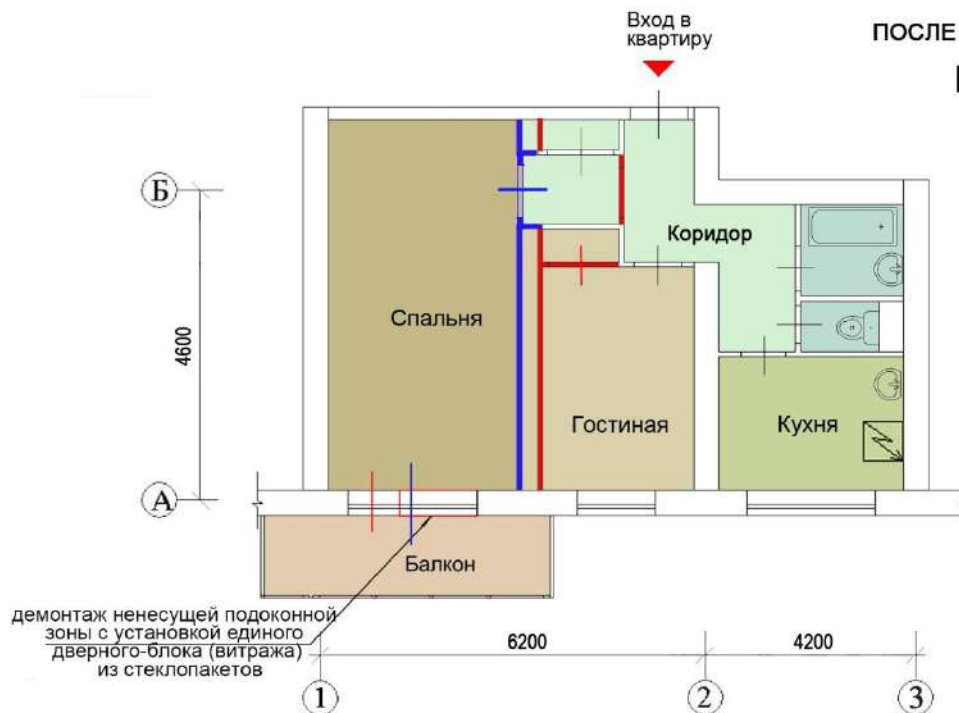 Вход в
квартиру
ПОСЛЕ
Б
Коридор
Спальня
4600
Гостиная
Кухня
А
Балкон
демонтаж ненесущей подоконной
зоны с установкой единого
дверного-блока (витража)
из стеклопакетов
6200
4200
1
2
3